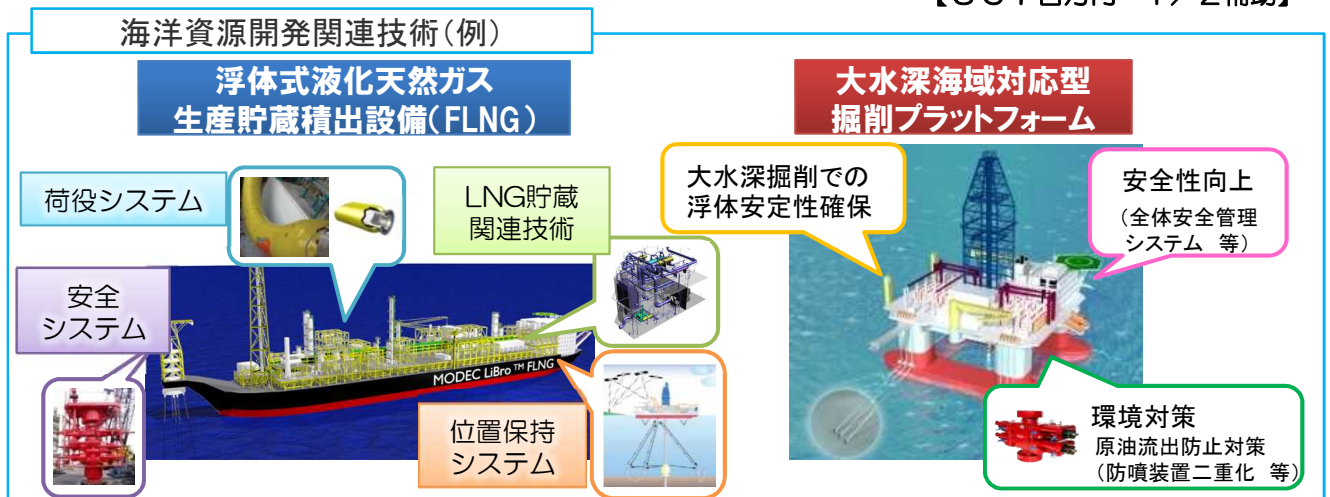 海洋資源開発関連技術(例)
浮体式液化天然ガス
生産貯蔵積出設備(FLNG)
大水深海域対応型
掘削プラットフォーム
荷役システム
LNG貯蔵
関連技術
安全
システム
MODEC LiBro™ FLNG
位置保持
システム
大水深掘削での
浮体安定性確保
安全性向上
(全体安全管理
システム 等)
環境対策
原油流出防止対策
(防噴装置二重化 等)